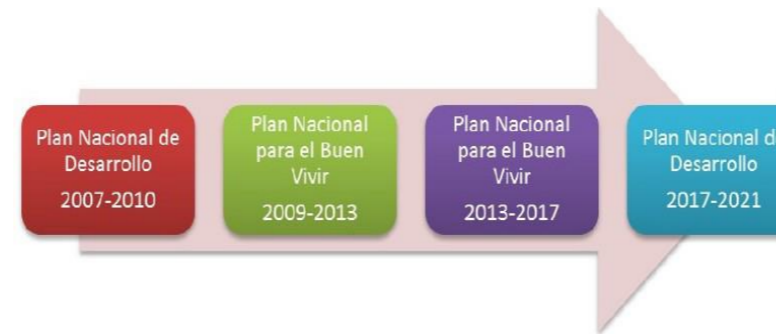 Plan Nacional de
Desarrollo
2007-2010
Plan Nacional
para el Buen
Vivir
2009-2013
Plan Nacional
para el Buen
Vivir
2013-2017
Plan Nacional d
Desarrollo
2017-2021